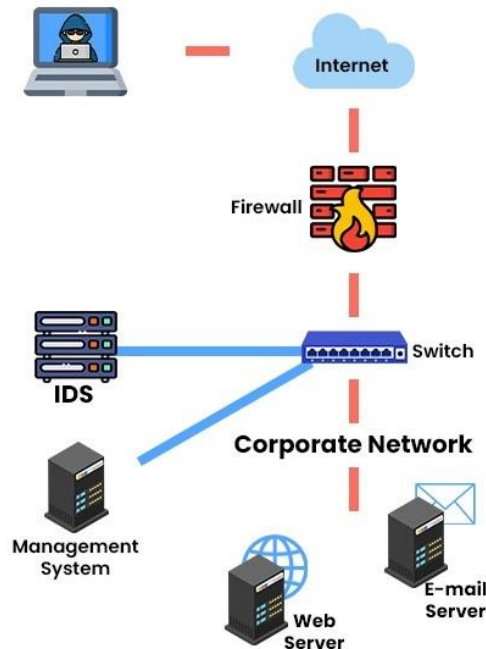 Internet
Firewall
Switch
IDS
Corporate Network
Management
System
E-mail
Server
Web
Server